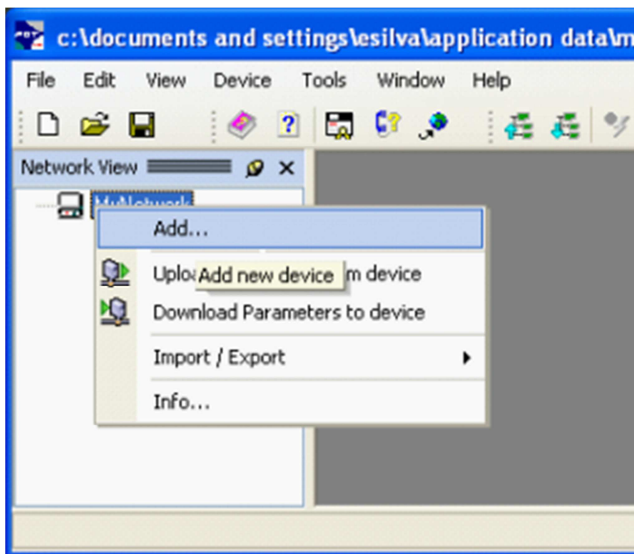 c:\documents and settings\esilva\application data\m
File Edit View Device Tools Window Help
Network View
MyNetwork
Add...
Add new device
Uplo m device
Download Parameters to device
Import / Export
Info...